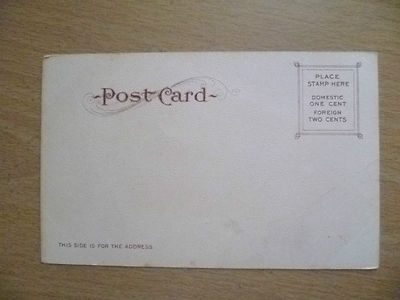 Post Card
PLACE
STAMP HERE
DOMESTIC
ONE CENT
FOREIGN
TWO CENTS
THIS SIDE IS FOR THE ADDRESS